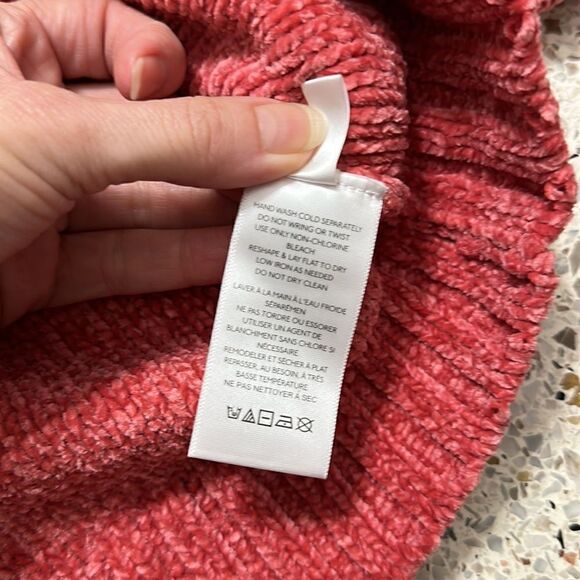 HAND WASH COLD SEPARATELY
DO NOT WRING OR TWIST
USE ONLY NON-CHLORINE
BLEACH
RESHAPE & LAY FLAT TO DRY
LOW IRON AS NEEDED
DO NOT DRY CLEAN
LAVER À LA MAIN À L'EAU FROIDE
SÉPARÉMEN
NE PAS TORDRE OU ESSORER
UTILISER UN AGENT DE
BLANCHIMENT SANS CHLORE SI
NÉCESSAIRE
REMODELER ET SÉCHER À PLAT
REPASSER, AU BESOIN, À TRÈS
BASSE TEMPÉRATURE
NE PAS NETTOYER À SEC